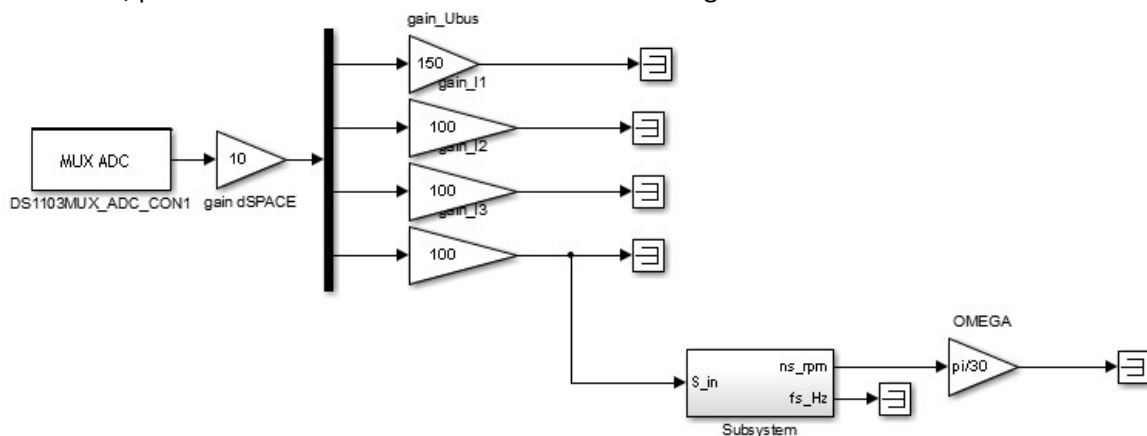 gain_Ubus
150
gain_I1
100
gain_I2
MUX ADC
10
100
DS1103MUX_ADC_CON1
gain dSPACE
gain_I3
100
OMEGA
ns_rpm
pi/30
S_in
fs_Hz
Subsystem